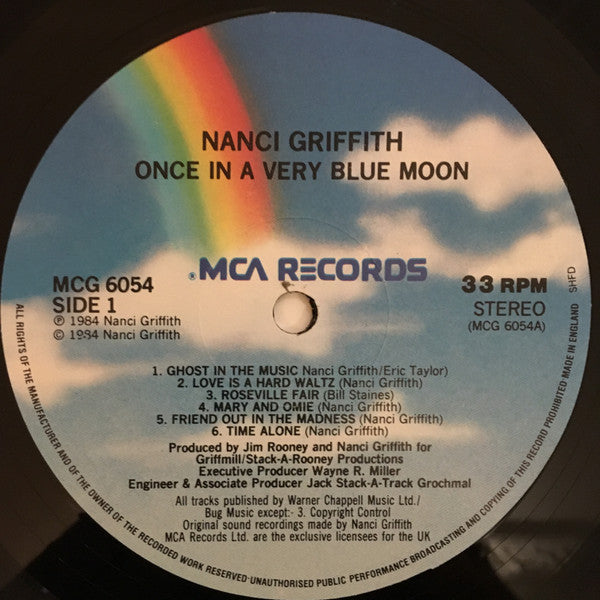 NANCI GRIFFITH
ONCE IN A VERY BLUE MOON
® MCA RECORDS
MCG 6054
SIDE 1
℗ 1984 Nanci Griffith
© 1984 Nanci Griffith
33 RPM
STEREO
(MCG 6054A)
SHFD
1. GHOST IN THE MUSIC Nanci Griffith/Eric Taylor)
2. LOVE IS A HARD WALTZ (Nanci Griffith)
3. ROSEVILLE FAIR (Bill Staines)
4. MARY AND OMIE (Nanci Griffith)
5. FRIEND OUT IN THE MADNESS (Nanci Griffith)
6. TIME ALONE (Nanci Griffith)
Produced by Jim Rooney and Nanci Griffith for
Griffmill/Stack-A-Rooney Productions
Executive Producer Wayne R. Miller
Engineer & Associate Producer Jack Stack-A-Track Grochmal
All tracks published by Warner Chappell Music Ltd./
Bug Music except:- 3. Copyright Control
Original sound recordings made by Nanci Griffith
MCA Records Ltd. are the exclusive licensees for the UK
ALL RIGHTS OF THE MANUFACTURER AND OF THE OWNER OF THE RECORDED WORK RESERVED·UNAUTHORISED PUBLIC PERFORMANCE BROADCASTING AND COPYING OF THIS RECORD PROHIBITED·MADE IN ENGLAND